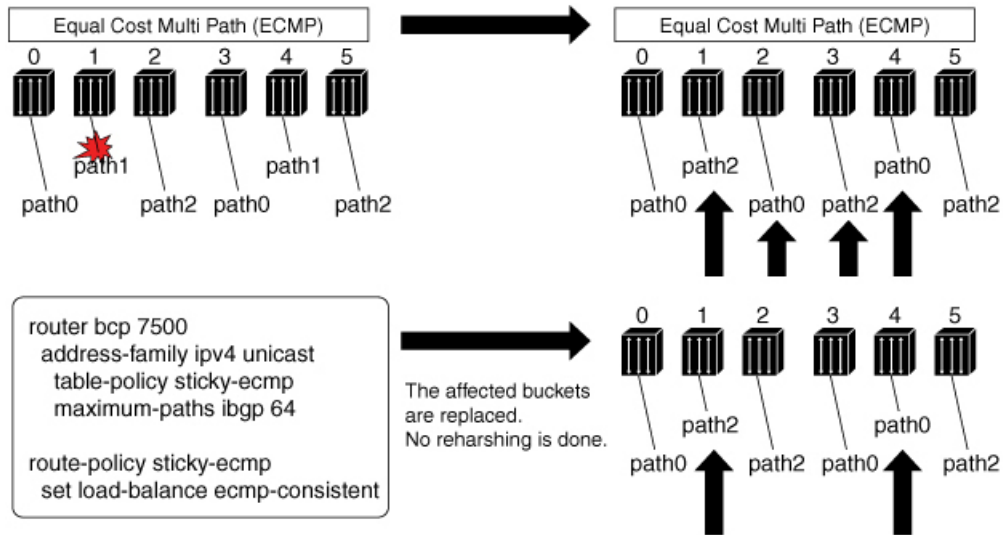 Equal Cost Multi Path (ECMP)
0 1 2 3 4 5
path1 path1
path0 path2 path0 path2
Equal Cost Multi Path (ECMP)
0 1 2 3 4 5
path2 path0
path0 path0 path2 path2
router bcp 7500
address-family ipv4 unicast
table-policy sticky-ecmp
maximum-paths ibgp 64
route-policy sticky-ecmp
set load-balance ecmp-consistent
The affected buckets
are replaced.
No reharshing is done.
0 1 2 3 4 5
path2 path0
path0 path2 path0 path2